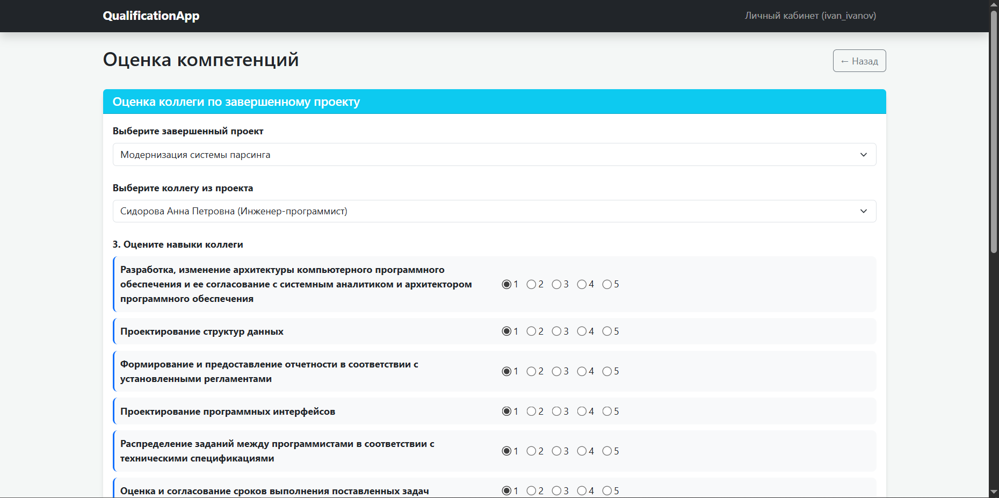 QualificationApp
Личный кабинет (ivan_ivanov)
Оценка компетенций
← Назад
Оценка коллеги по завершенному проекту
Выберите завершенный проект
Модернизация системы парсинга
Выберите коллегу из проекта
Сидорова Анна Петровна (Инженер-программист)
3. Оцените навыки коллеги
Разработка, изменение архитектуры компьютерного программного
обеспечения и ее согласование с системным аналитиком и архитектором
программного обеспечения
1 2 3 4 5
Проектирование структур данных
1 2 3 4 5
Формирование и предоставление отчетности в соответствии с
установленными регламентами
1 2 3 4 5
Проектирование программных интерфейсов
1 2 3 4 5
Распределение заданий между программистами в соответствии с
техническими спецификациями
1 2 3 4 5
Оценка и согласование сроков выполнения поставленных задач
1 2 3 4 5